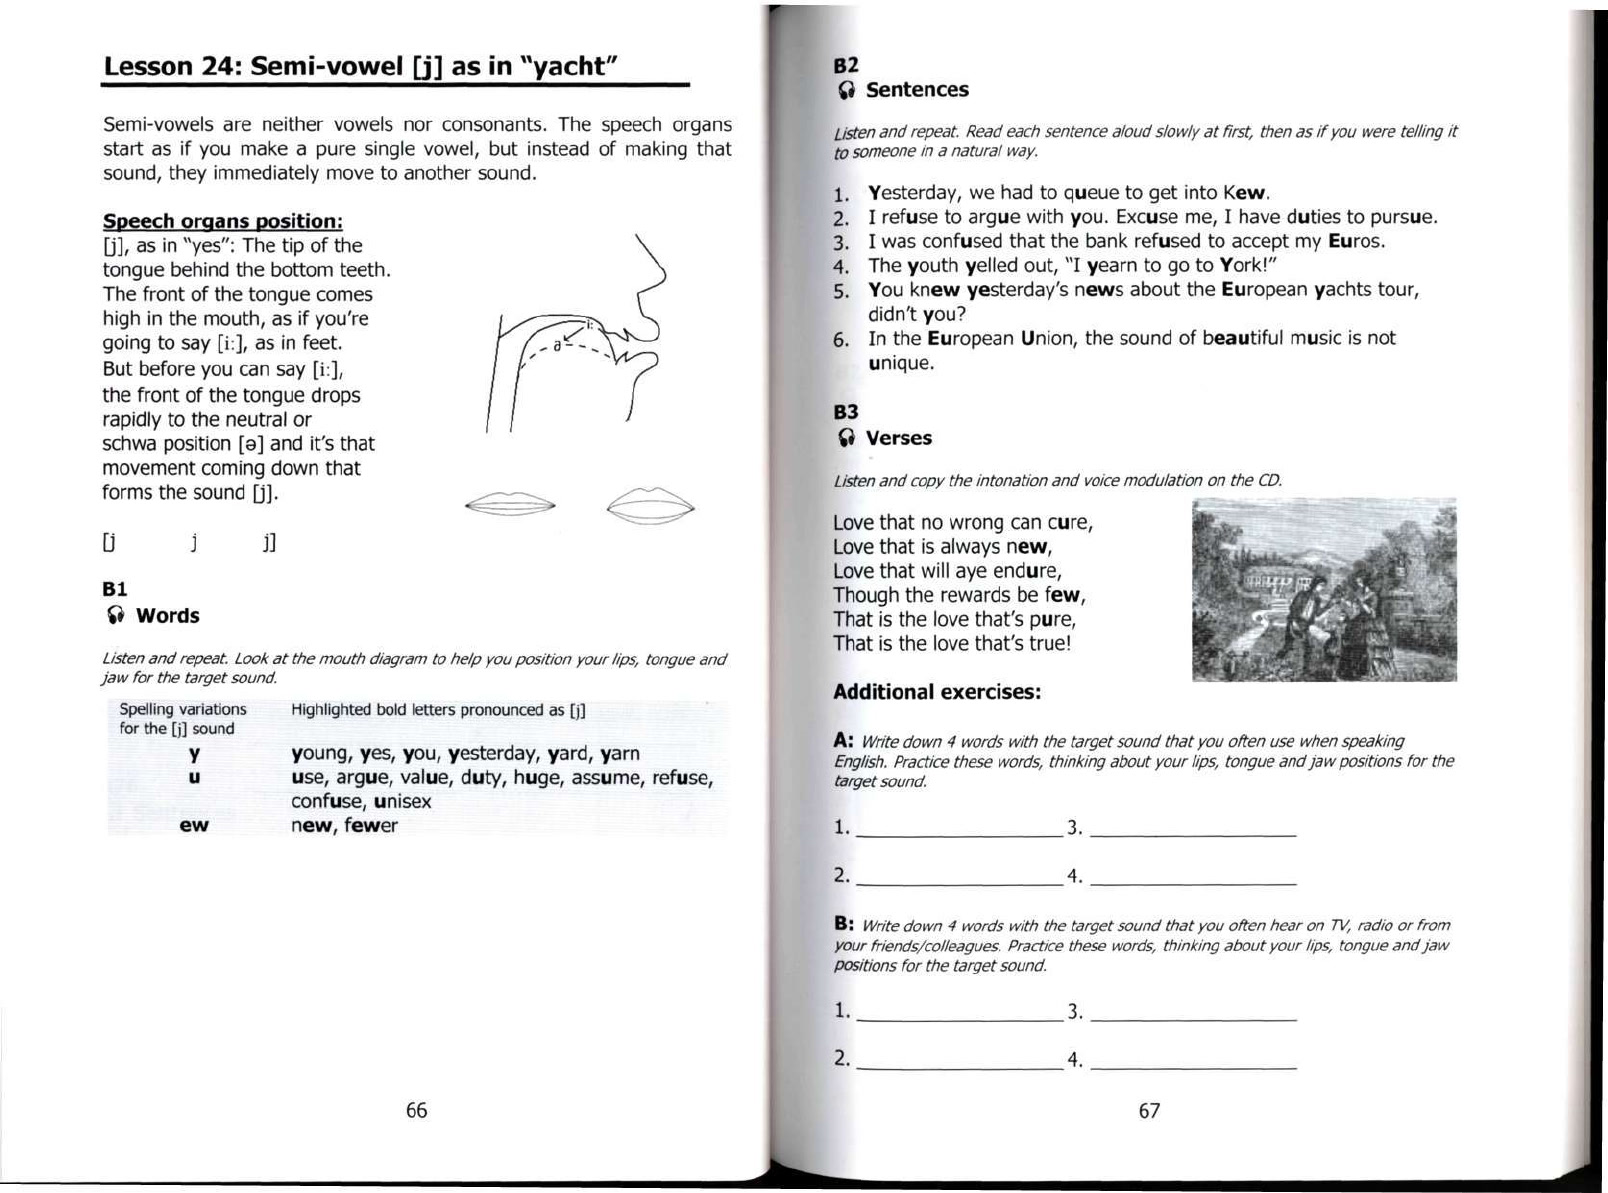 Lesson 24: Semi-vowel [j] as in "yacht"
Semi-vowels are neither vowels nor consonants. The speech organs
start as if you make a pure single vowel, but instead of making that
sound, they immediately move to another sound.
Speech organs position:
[j], as in "yes": The tip of the
tongue behind the bottom teeth.
The front of the tongue comes
high in the mouth, as if you're
going to say [i:], as in feet.
But before you can say [i:],
the front of the tongue drops
rapidly to the neutral or
schwa position [ə] and it's that
movement coming down that
forms the sound [j].
i:
ə
[j j j]
B1
Words
Listen and repeat. Look at the mouth diagram to help you position your lips, tongue and
jaw for the target sound.
Spelling variations Highlighted bold letters pronounced as [j]
for the [j] sound
y young, yes, you, yesterday, yard, yarn
u use, argue, value, duty, huge, assume, refuse,
confuse, unisex
ew new, fewer
66
B2
Sentences
Listen and repeat. Read each sentence aloud slowly at first, then as if you were telling it
to someone in a natural way.
1. Yesterday, we had to queue to get into Kew.
2. I refuse to argue with you. Excuse me, I have duties to pursue.
3. I was confused that the bank refused to accept my Euros.
4. The youth yelled out, "I yearn to go to York!"
5. You knew yesterday's news about the European yachts tour,
didn't you?
6. In the European Union, the sound of beautiful music is not
unique.
B3
Verses
Listen and copy the intonation and voice modulation on the CD.
Love that no wrong can cure,
Love that is always new,
Love that will aye endure,
Though the rewards be few,
That is the love that's pure,
That is the love that's true!
Additional exercises:
A: Write down 4 words with the target sound that you often use when speaking
English. Practice these words, thinking about your lips, tongue and jaw positions for the
target sound.
1. 3.
2. 4.
B: Write down 4 words with the target sound that you often hear on TV, radio or from
your friends/colleagues. Practice these words, thinking about your lips, tongue and jaw
positions for the target sound.
1. 3.
2. 4.
67